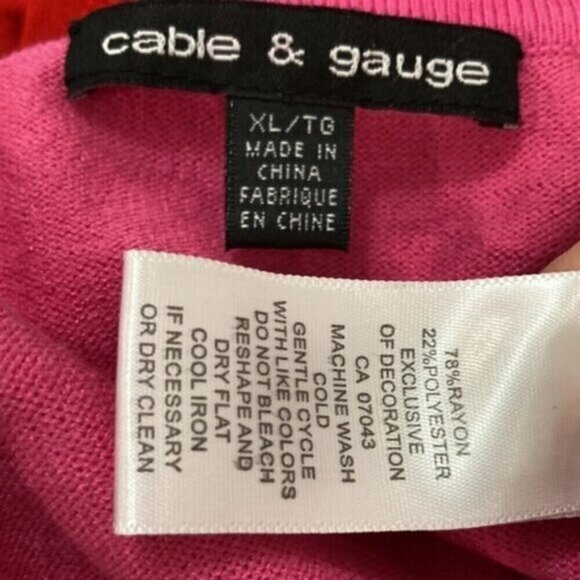 cable & gauge
XL/TG
MADE IN
CHINA
FABRIQUE
EN CHINE
78%RAYON
22%POLYESTER
EXCLUSIVE
OF DECORATION
CA 07043
MACHINE WASH
COLD
GENTLE CYCLE
WITH LIKE COLORS
DO NOT BLEACH
RESHAPE AND
DRY FLAT
COOL IRON
IF NECESSARY
OR DRY CLEAN